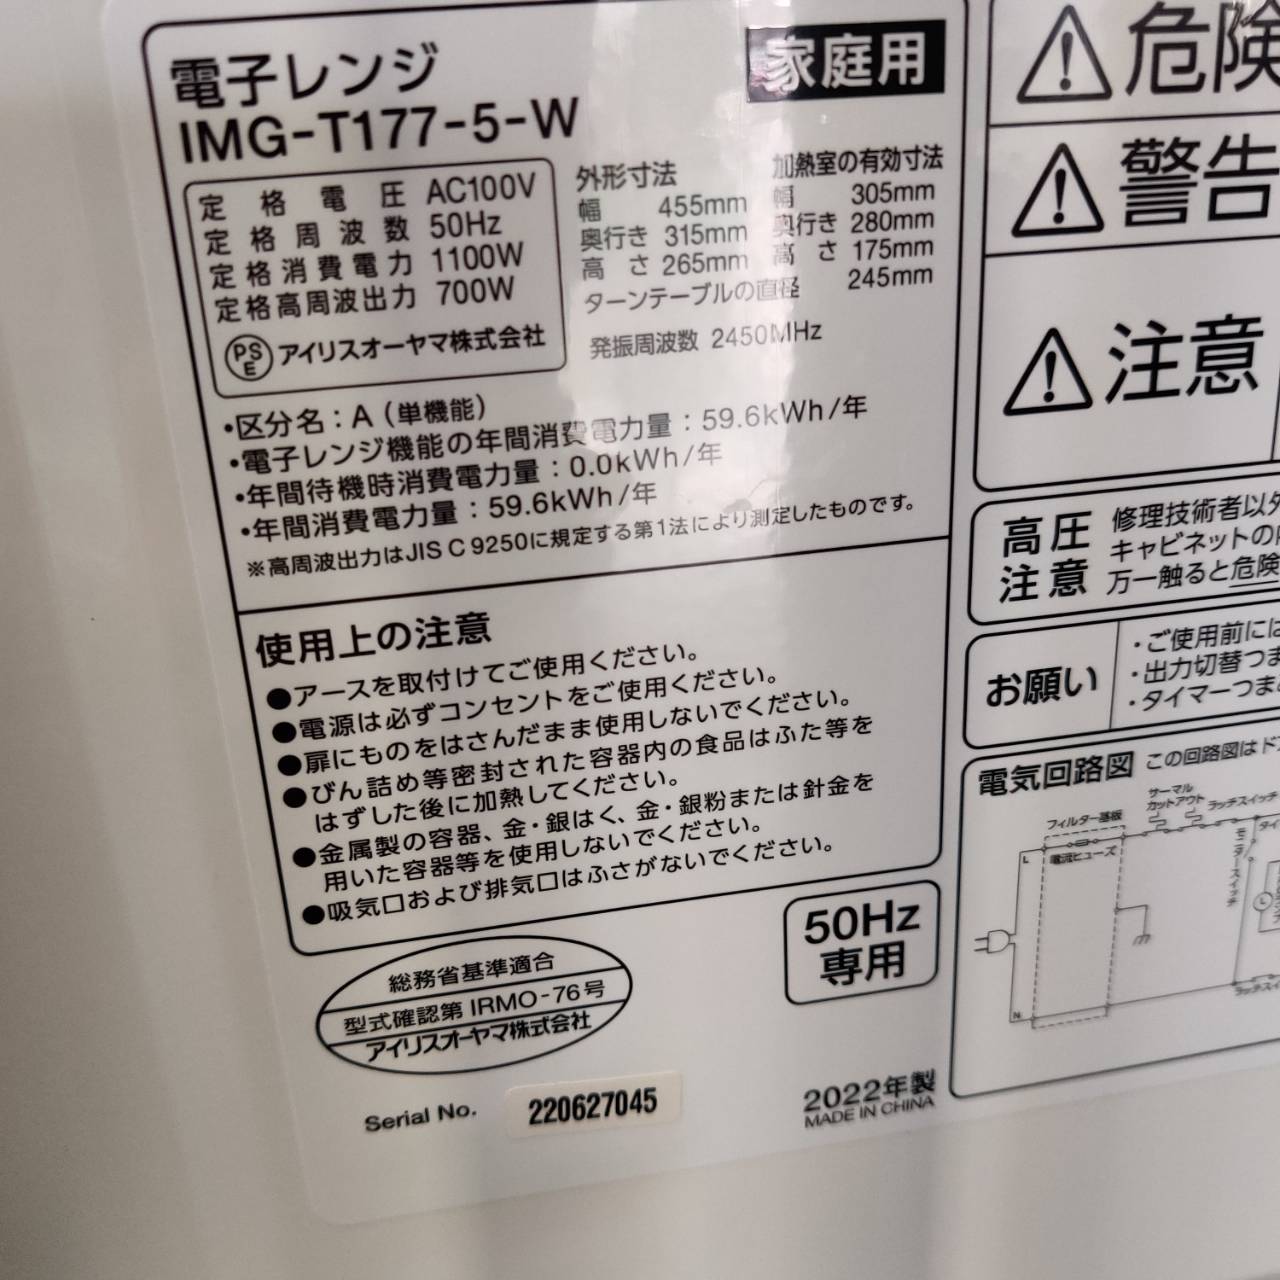 電子レンジ
IMG-T177-5-W
家庭用
定格電圧 AC100V
定格周波数 50Hz
定格消費電力 1100W
定格高周波出力 700W
PSE アイリスオーヤマ株式会社
外形寸法
幅 455mm
奥行き 315mm
高さ 265mm
加熱室の有効寸法
幅 305mm
奥行き 280mm
高さ 175mm
ターンテーブルの直径 245mm
発振周波数 2450MHz
•区分名：A（単機能）
•電子レンジ機能の年間消費電力量：59.6kWh/年
•年間待機時消費電力量：0.0kWh/年
•年間消費電力量：59.6kWh/年
※高周波出力はJIS C 9250に規定する第1法により測定したものです。
使用上の注意
●アースを取付けてご使用ください。
●電源は必ずコンセントをご使用ください。
●扉にものをはさんだまま使用しないでください。
●びん詰め等密封された容器内の食品はふた等を
はずした後に加熱してください。
●金属製の容器、金・銀はく、金・銀粉または針金を
用いた容器等を使用しないでください。
●吸気口および排気口はふさがないでください。
総務省基準適合
型式確認第 IRMO-76号
アイリスオーヤマ株式会社
50Hz
専用
Serial No. 220627045
2022年製
MADE IN CHINA
危険
警告
注意
高圧
注意
修理技術者以外
キャビネットの
万一触ると危険
お願い
・ご使用前には
・出力切替つま
・タイマーつまみ
電気回路図 この回路図はド
サーマル
カットアウト
ラッチスイッチ
フィルター基板
電流ヒューズ
モニタースイッチ
L
N